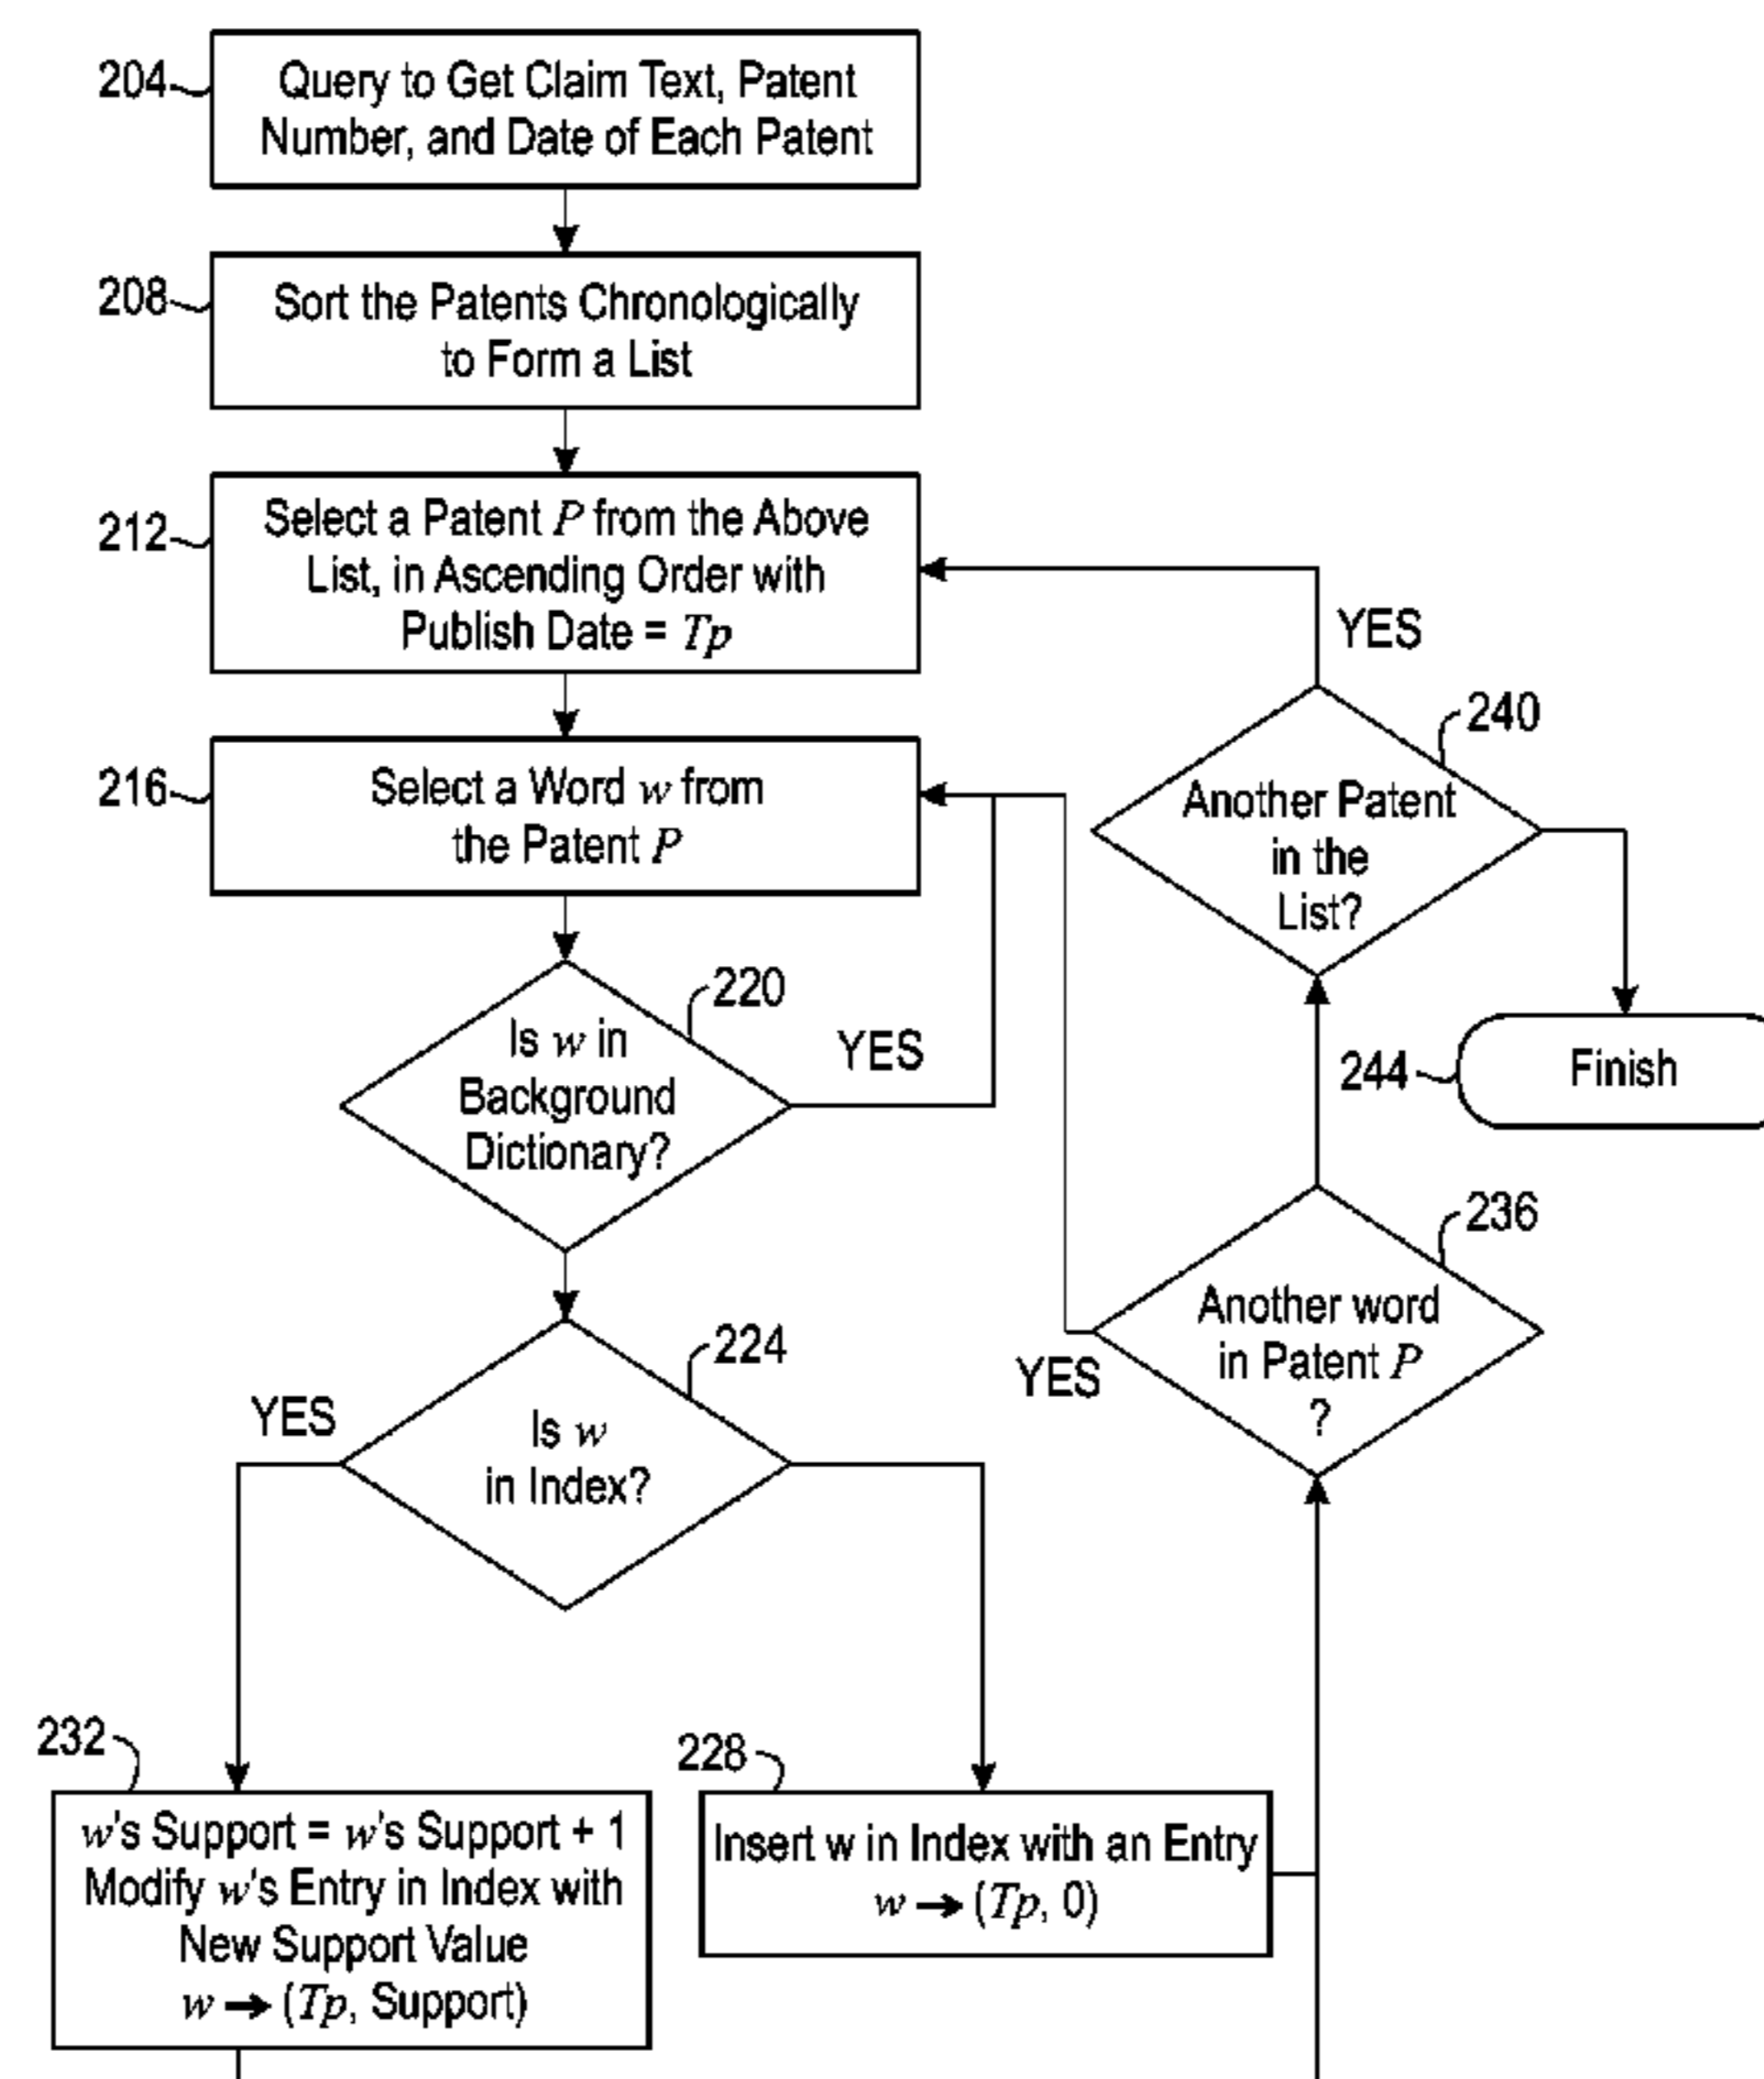 204
Query to Get Claim Text, Patent
Number, and Date of Each Patent
208
Sort the Patents Chronologically
to Form a List
212
Select a Patent P from the Above
List, in Ascending Order with
Publish Date = Tp
YES
240
216
Select a Word w from
the Patent P
Another Patent
in the
List?
220
Is w in
Background
Dictionary?
YES
244
Finish
236
Another word
in Patent P
?
YES
224
YES
Is w
in Index?
232
w's Support = w's Support + 1
Modify w's Entry in Index with
New Support Value
w → (Tp, Support)
228
Insert w in Index with an Entry
w → (Tp, 0)